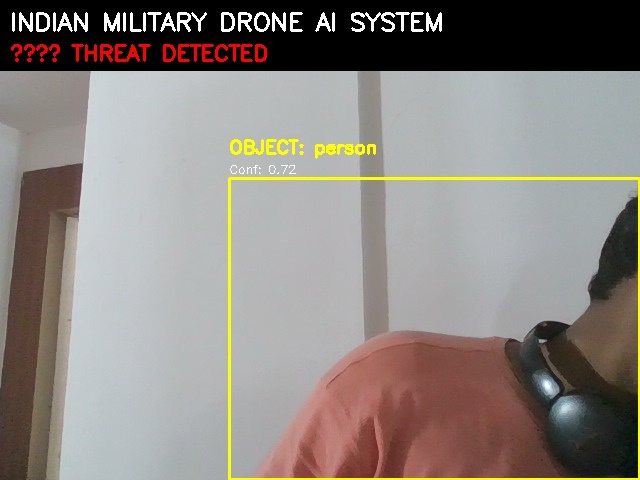 INDIAN MILITARY DRONE AI SYSTEM
???? THREAT DETECTED
OBJECT: person
Conf: 0.72